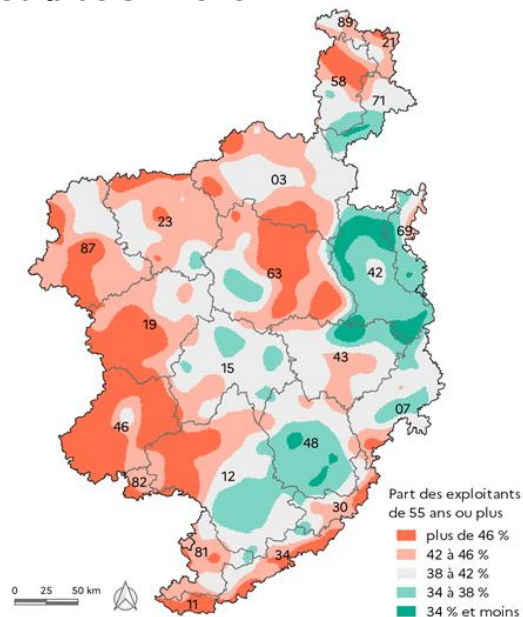 89
21
58
71
03
69
23
87
42
63
19
43
15
07
46
48
12
82
30
81
34
11
Part des exploitants
de 55 ans ou plus
plus de 46 %
42 à 46 %
38 à 42 %
34 à 38 %
34 % et moins
0 25 50 km